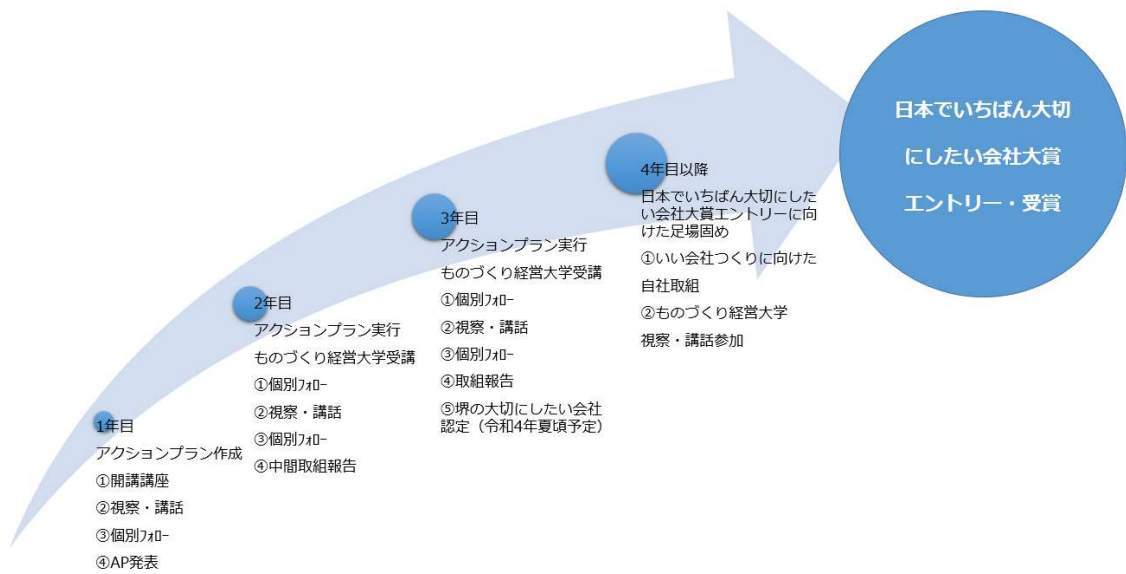 1年目
アクションプラン作成
①開講講座
②視察・講話
③個別ﾌｫﾛｰ
④AP発表
2年目
アクションプラン実行
ものづくり経営大学受講
①個別ﾌｫﾛｰ
②視察・講話
③個別ﾌｫﾛｰ
④中間取組報告
3年目
アクションプラン実行
ものづくり経営大学受講
①個別ﾌｫﾛｰ
②視察・講話
③個別ﾌｫﾛｰ
④取組報告
⑤堺の大切にしたい会社
認定（令和4年夏頃予定）
4年目以降
日本でいちばん大切にした
い会社大賞エントリーに向
けた足場固め
①いい会社つくりに向けた
自社取組
②ものづくり経営大学
視察・講話参加
日本でいちばん大切
にしたい会社大賞
エントリー・受賞